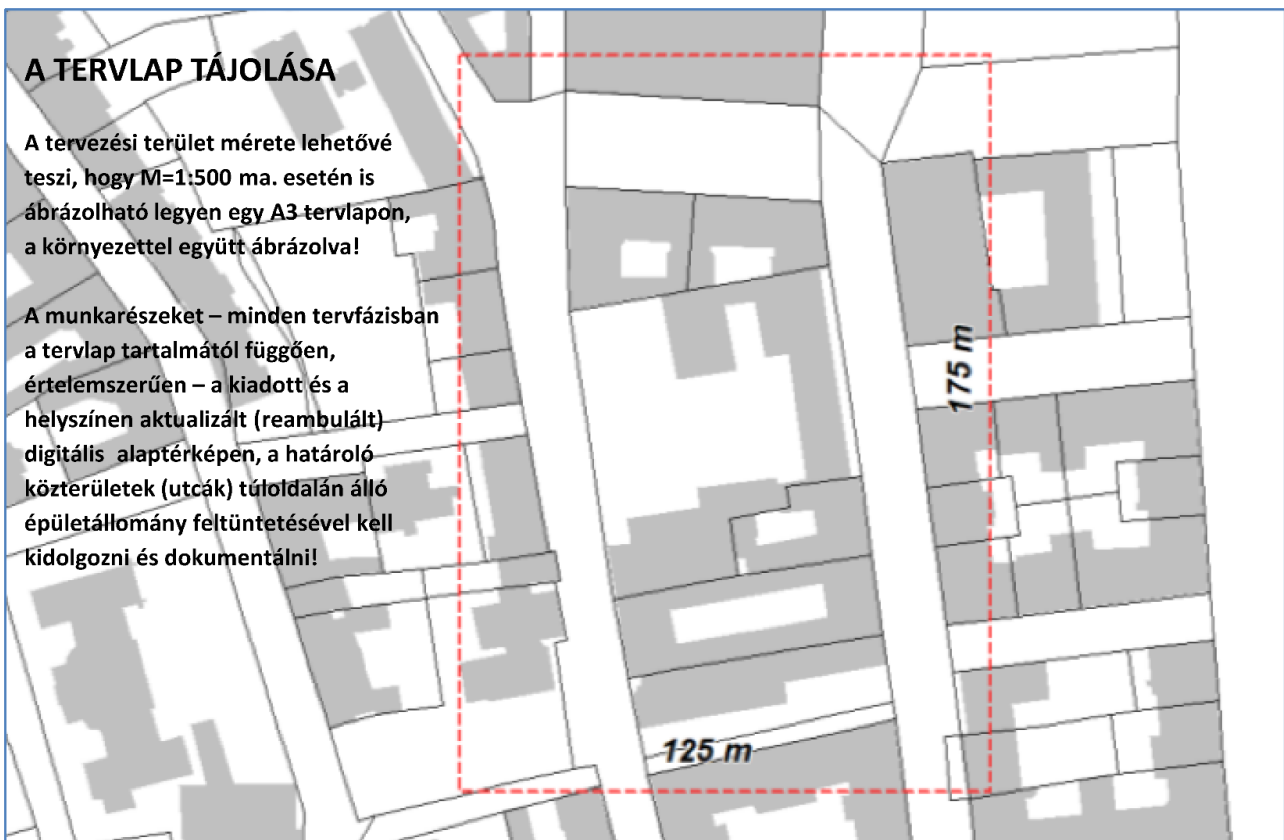 A TERVLAP TÁJOLÁSA
A tervezési terület mérete lehetővé
teszi, hogy M=1:500 ma. esetén is
ábrázolható legyen egy A3 tervlapon,
a környezettel együtt ábrázolva!
A munkarészeket – minden tervfázisban
a tervlap tartalmától függően,
értelemszerűen – a kiadott és a
helyszínen aktualizált (reambulált)
digitális alaptérképen, a határoló
közterületek (utcák) túloldalán álló
épületállomány feltüntetésével kell
kidolgozni és dokumentálni!
175 m
125 m